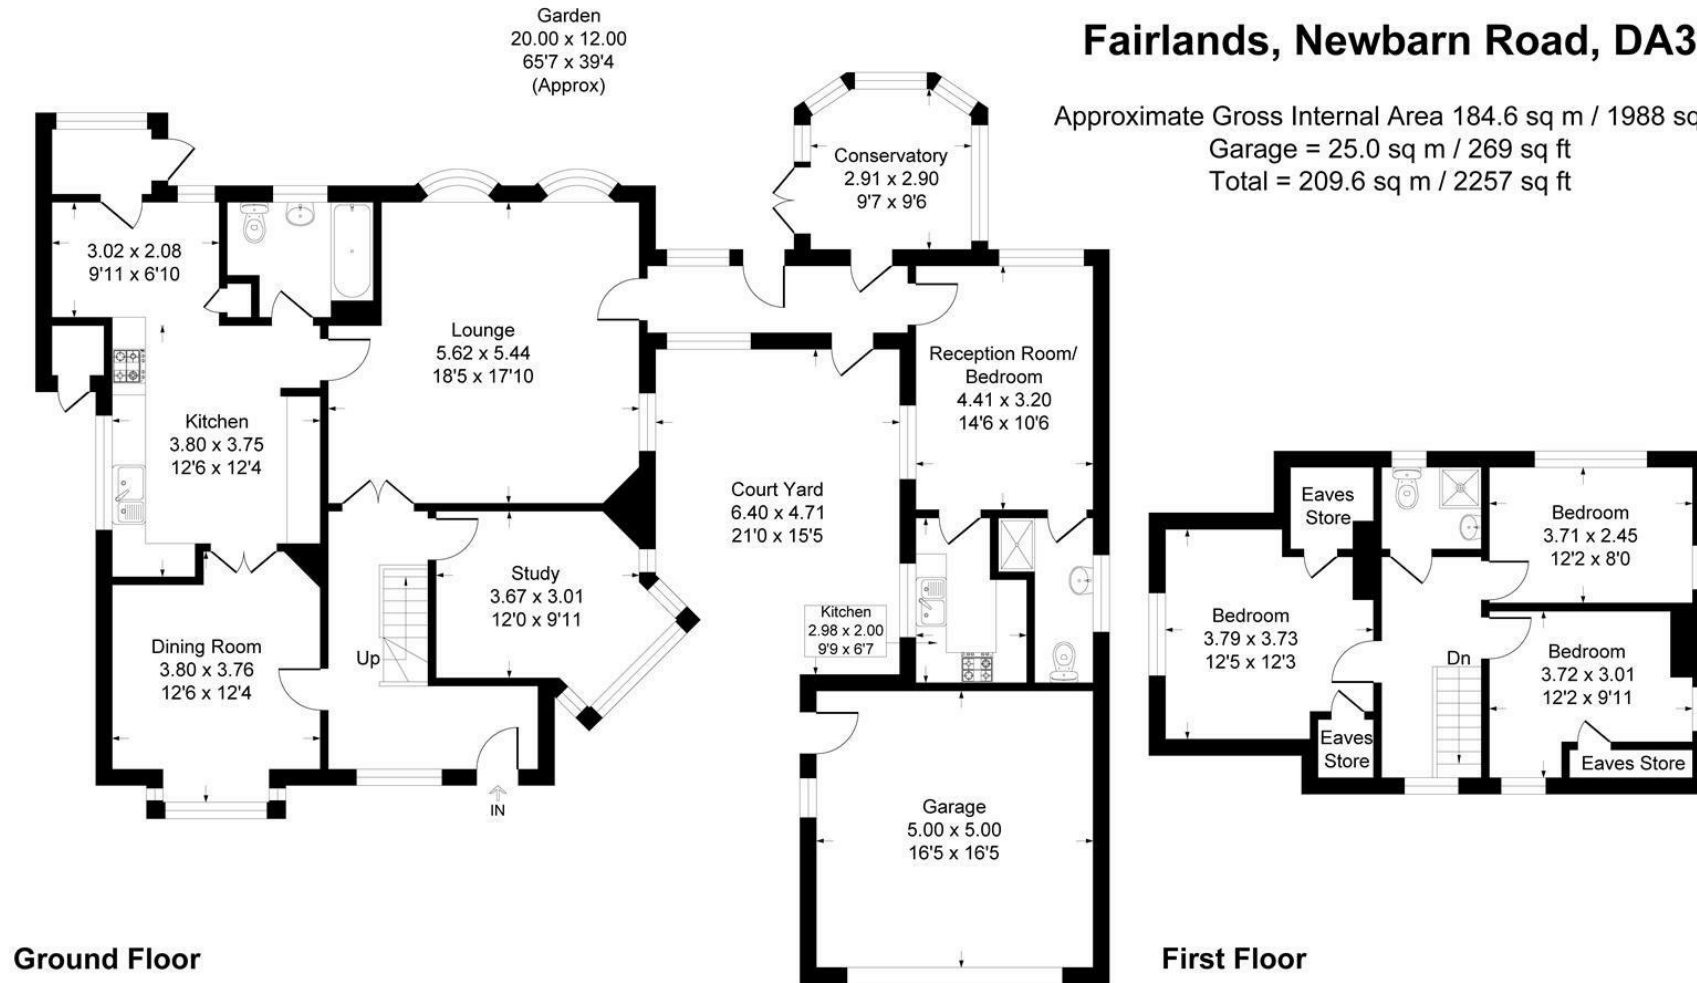 Fairlands, Newbarn Road, DA3
Approximate Gross Internal Area 184.6 sq m / 1988 sq
Garage = 25.0 sq m / 269 sq ft
Total = 209.6 sq m / 2257 sq ft
Garden
20.00 x 12.00
65'7 x 39'4
(Approx)
Conservatory
2.91 x 2.90
9'7 x 9'6
3.02 x 2.08
9'11 x 6'10
Lounge
5.62 x 5.44
18'5 x 17'10
Reception Room/
Bedroom
4.41 x 3.20
14'6 x 10'6
Kitchen
3.80 x 3.75
12'6 x 12'4
Court Yard
6.40 x 4.71
21'0 x 15'5
Study
3.67 x 3.01
12'0 x 9'11
Kitchen
2.98 x 2.00
9'9 x 6'7
Dining Room
3.80 x 3.76
12'6 x 12'4
Up
IN
Garage
5.00 x 5.00
16'5 x 16'5
Ground Floor
Eaves
Store
Bedroom
3.71 x 2.45
12'2 x 8'0
Bedroom
3.79 x 3.73
12'5 x 12'3
Dn
Bedroom
3.72 x 3.01
12'2 x 9'11
Eaves
Store
Eaves Store
First Floor